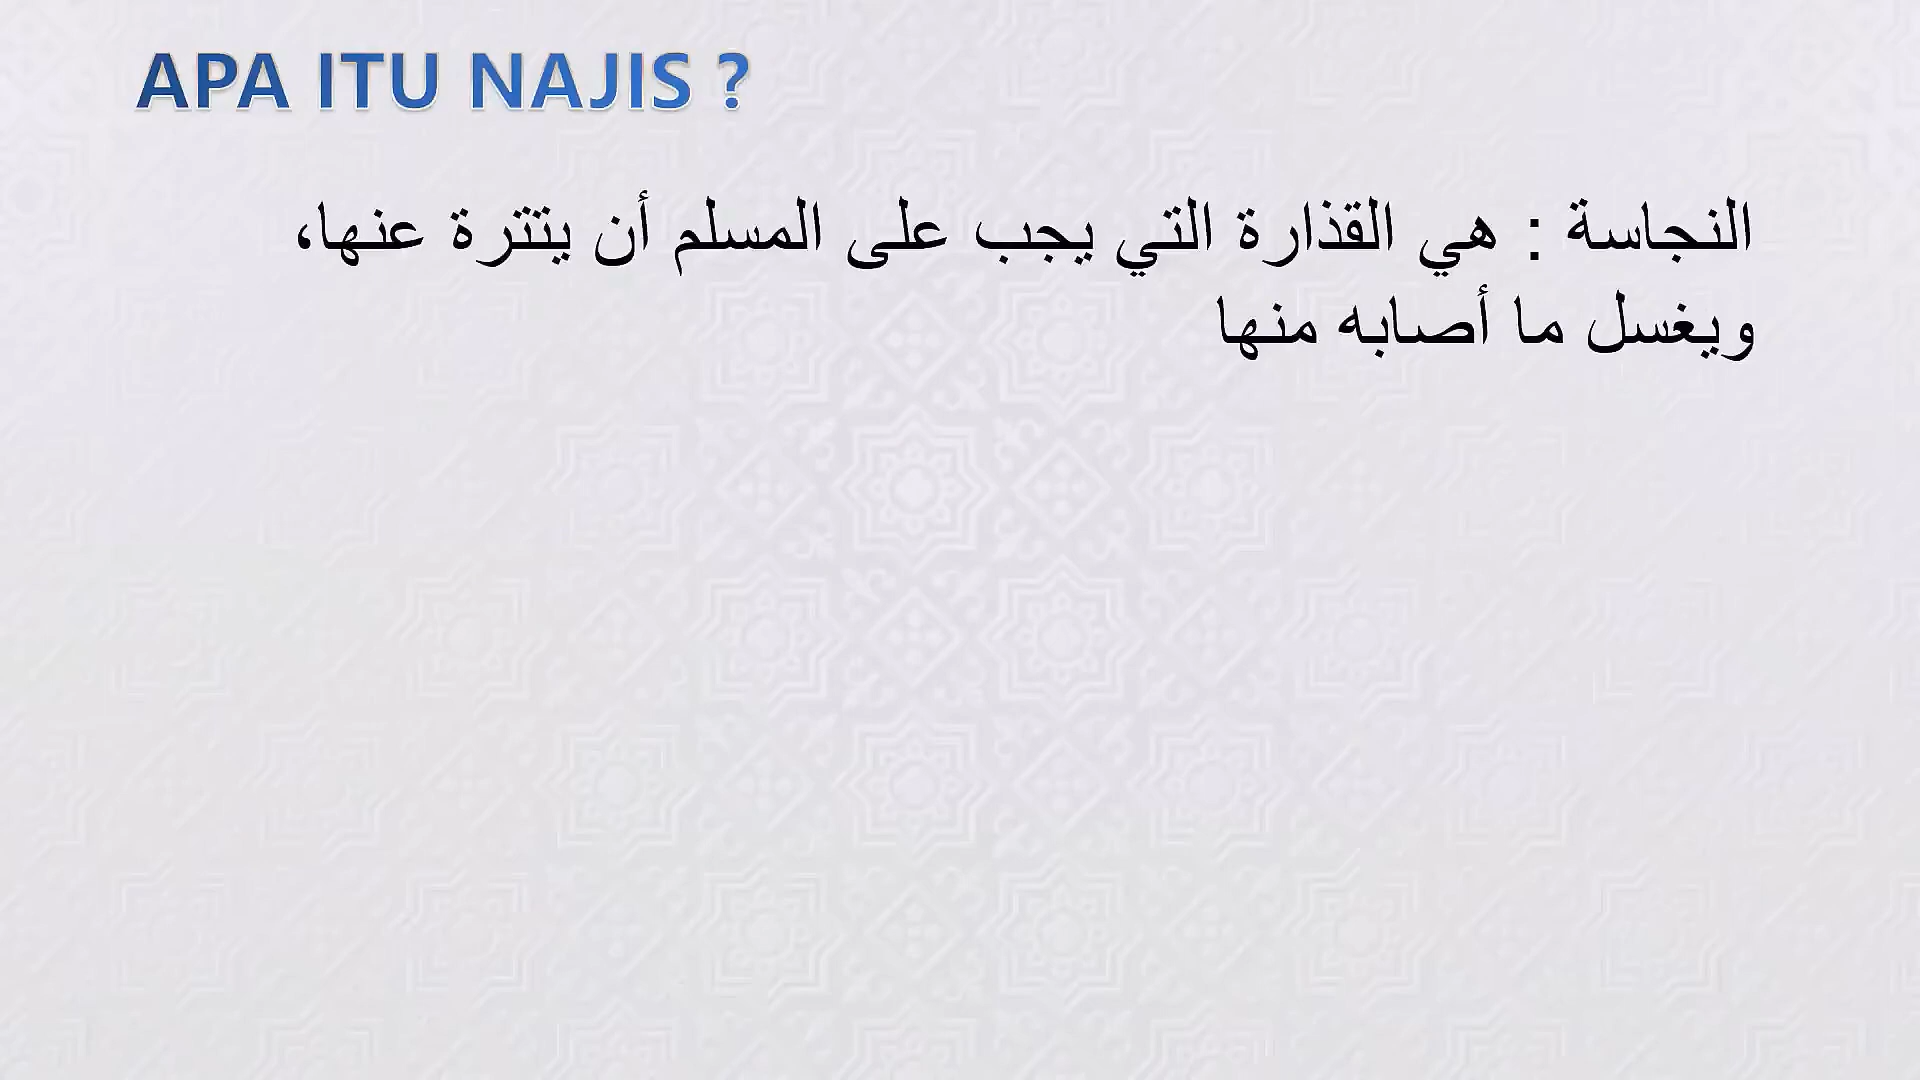 APA ITU NAJIS ?
النجاسة : هي القذارة التي يجب على المسلم أن يتترة عنها،
ويغسل ما أصابه منها